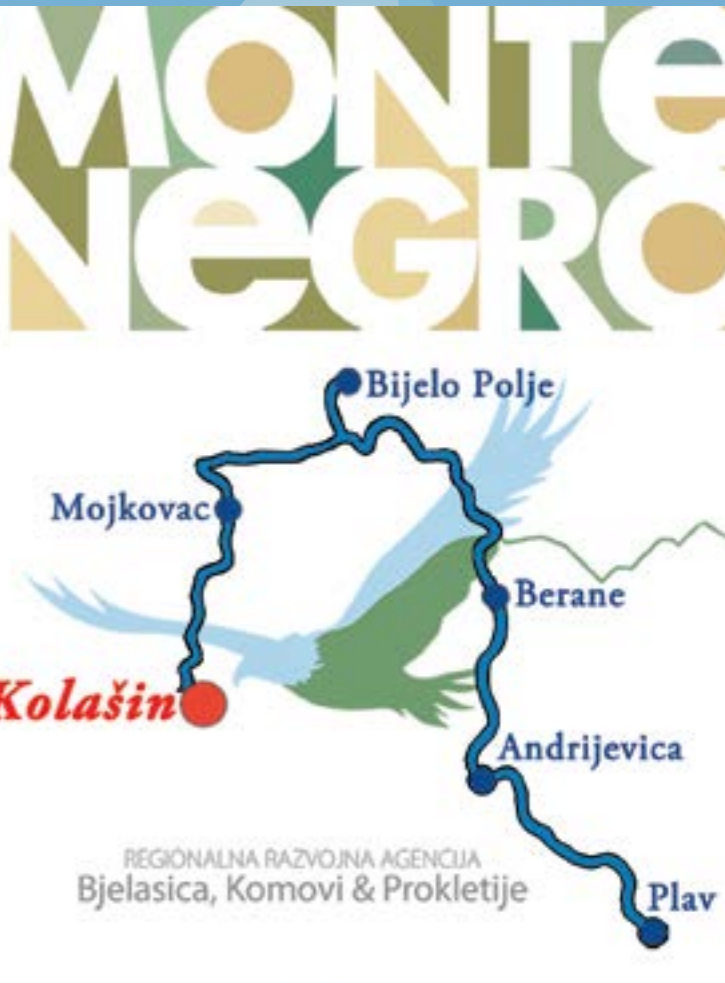 MONTE
NEGRO
Bijelo Polje
Mojkovac
Berane
Kolašin
Andrijevica
REGIONALNA RAZVOJNA AGENCIJA
Bjelasica, Komovi & Prokletije
Plav